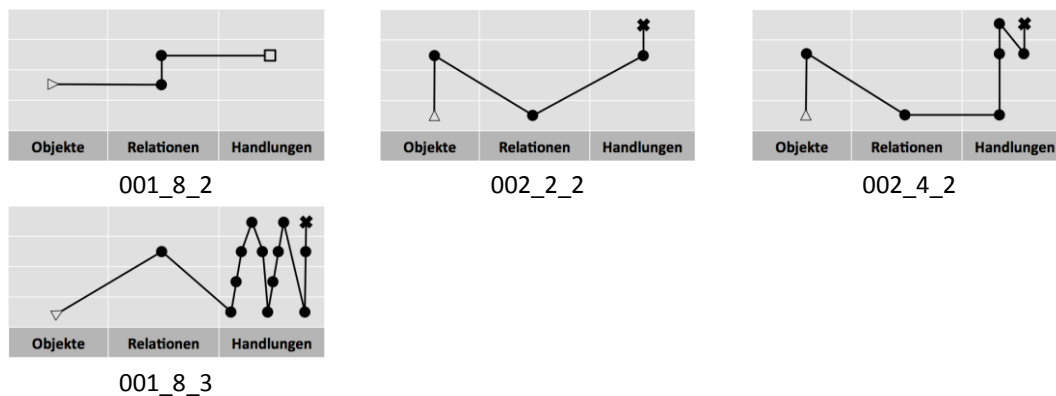 Objekte Relationen Handlungen
001_8_2
Objekte Relationen Handlungen
002_2_2
Objekte Relationen Handlungen
002_4_2
Objekte Relationen Handlungen
001_8_3